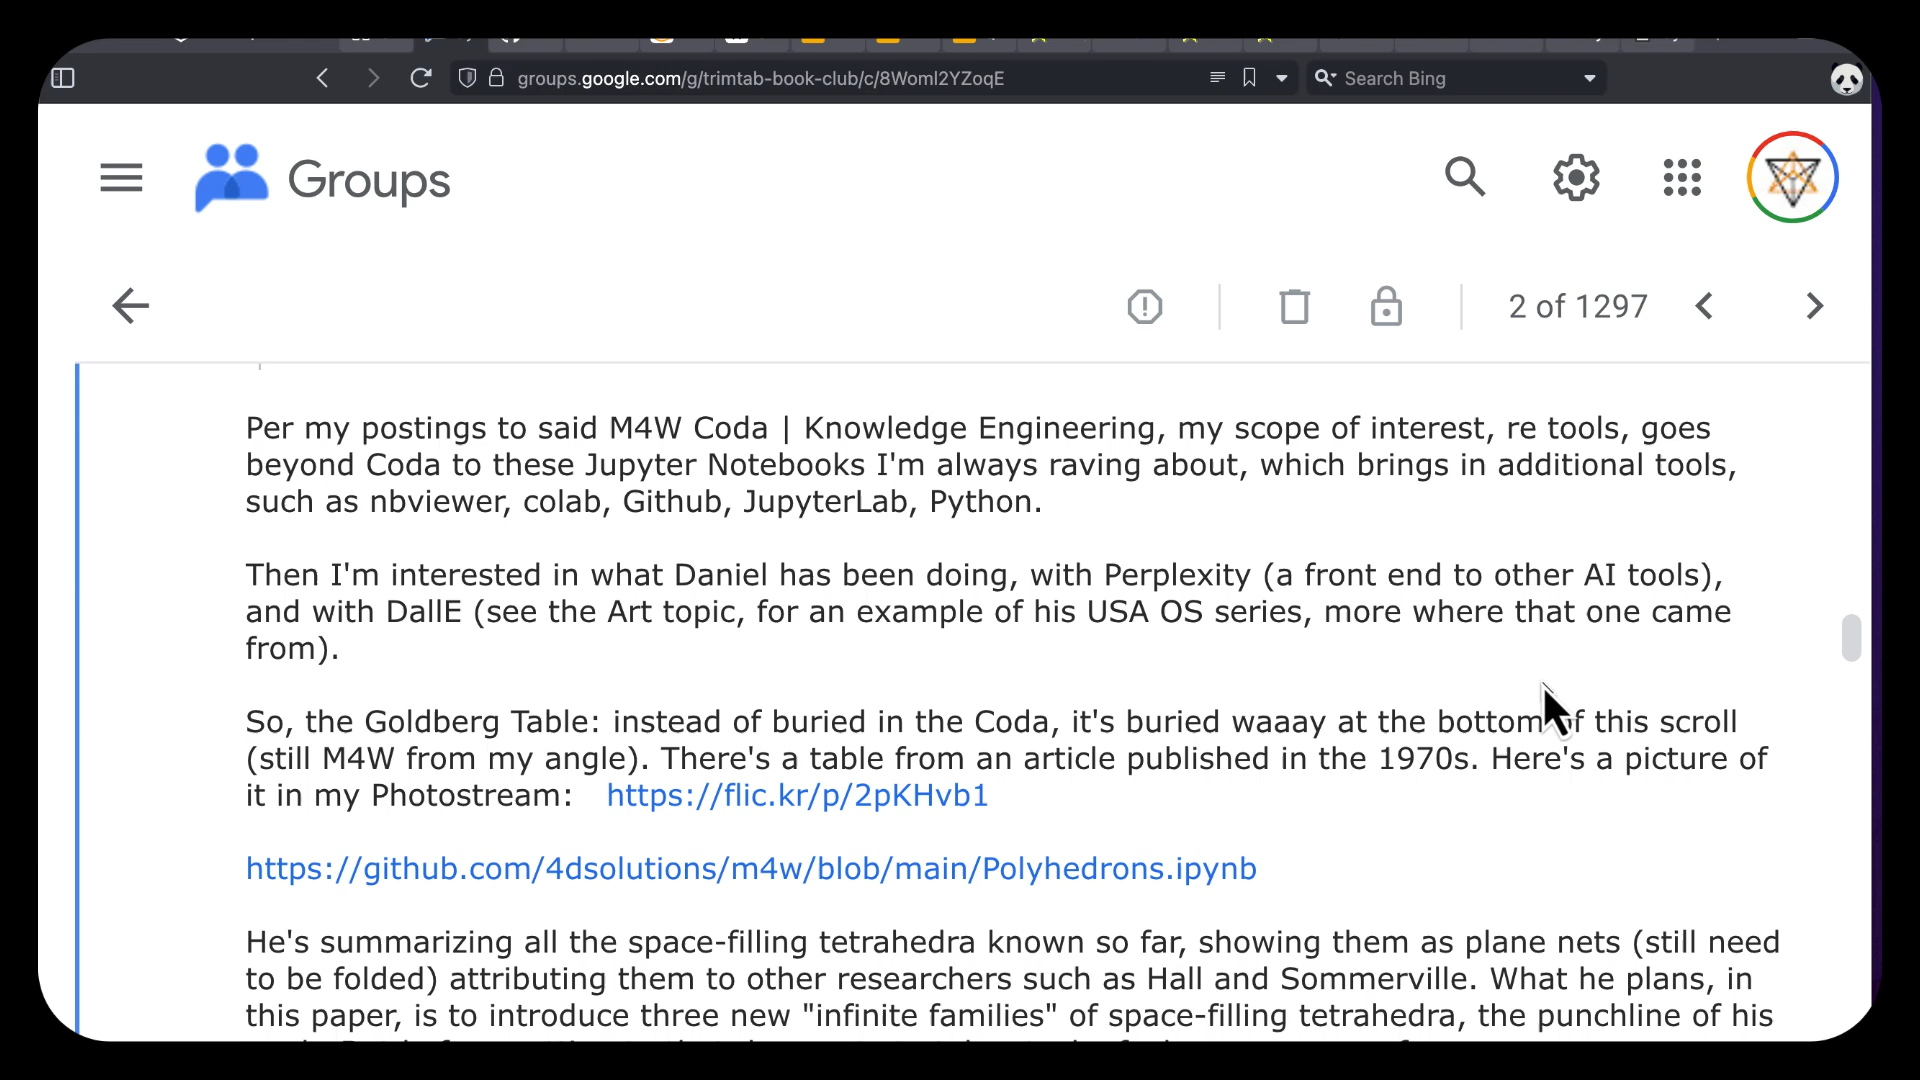 groups.google.com/g/trimtab-book-club/c/8Woml2YZoqE
Search Bing
Groups
2 of 1297
Per my postings to said M4W Coda | Knowledge Engineering, my scope of interest, re tools, goes
beyond Coda to these Jupyter Notebooks I'm always raving about, which brings in additional tools,
such as nbviewer, colab, Github, JupyterLab, Python.
Then I'm interested in what Daniel has been doing, with Perplexity (a front end to other AI tools),
and with DallE (see the Art topic, for an example of his USA OS series, more where that one came
from).
So, the Goldberg Table: instead of buried in the Coda, it's buried waaay at the bottom of this scroll
(still M4W from my angle). There's a table from an article published in the 1970s. Here's a picture of
it in my Photostream: https://flic.kr/p/2pKHvb1
https://github.com/4dsolutions/m4w/blob/main/Polyhedrons.ipynb
He's summarizing all the space-filling tetrahedra known so far, showing them as plane nets (still need
to be folded) attributing them to other researchers such as Hall and Sommerville. What he plans, in
this paper, is to introduce three new "infinite families" of space-filling tetrahedra, the punchline of his